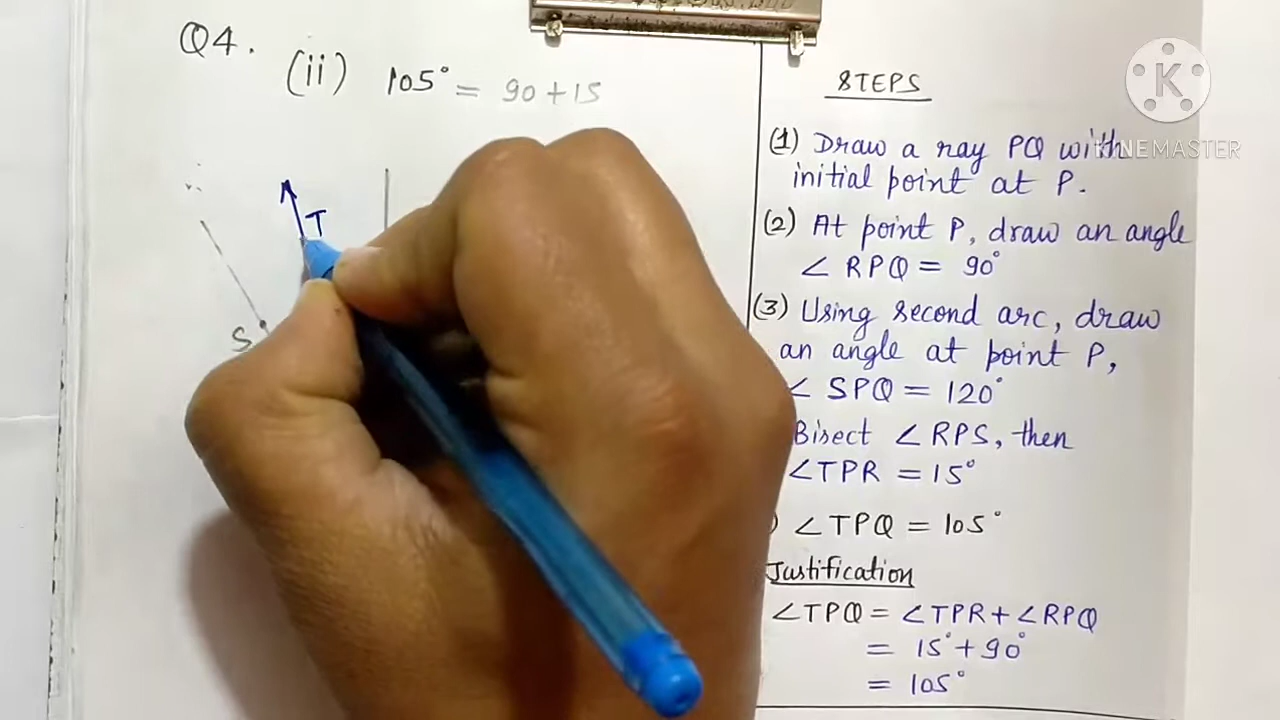 Q4.
(ii) 105° = 90 + 15
T
S
STEPS
(1) Draw a ray PQ with
initial point at P.
(2) At point P, draw an angle
∠ RPQ = 90°
(3) Using second arc, draw
an angle at point P,
∠ SPQ = 120°
Bisect ∠RPS, then
∠TPR = 15°
) ∠TPQ = 105°
Justification
∠TPQ = ∠TPR + ∠RPQ
= 15° + 90°
= 105°
K
KINEMASTER